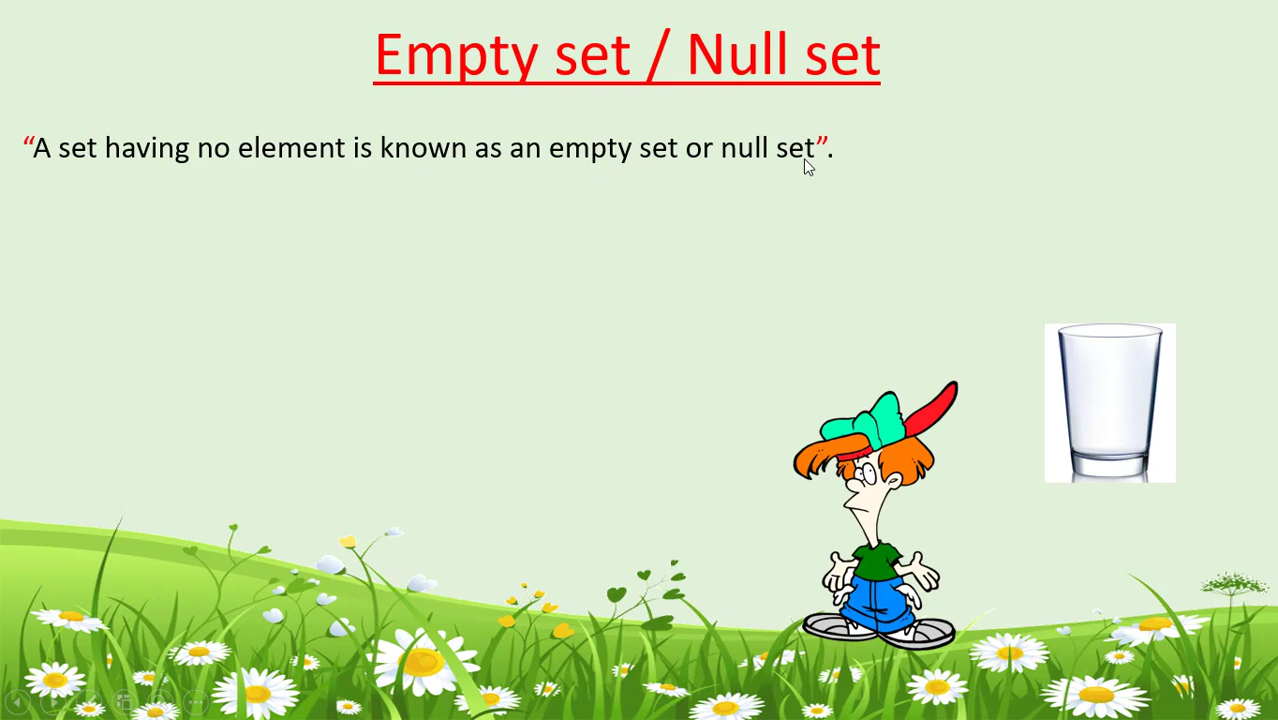 Empty set / Null set
“A set having no element is known as an empty set or null set”.